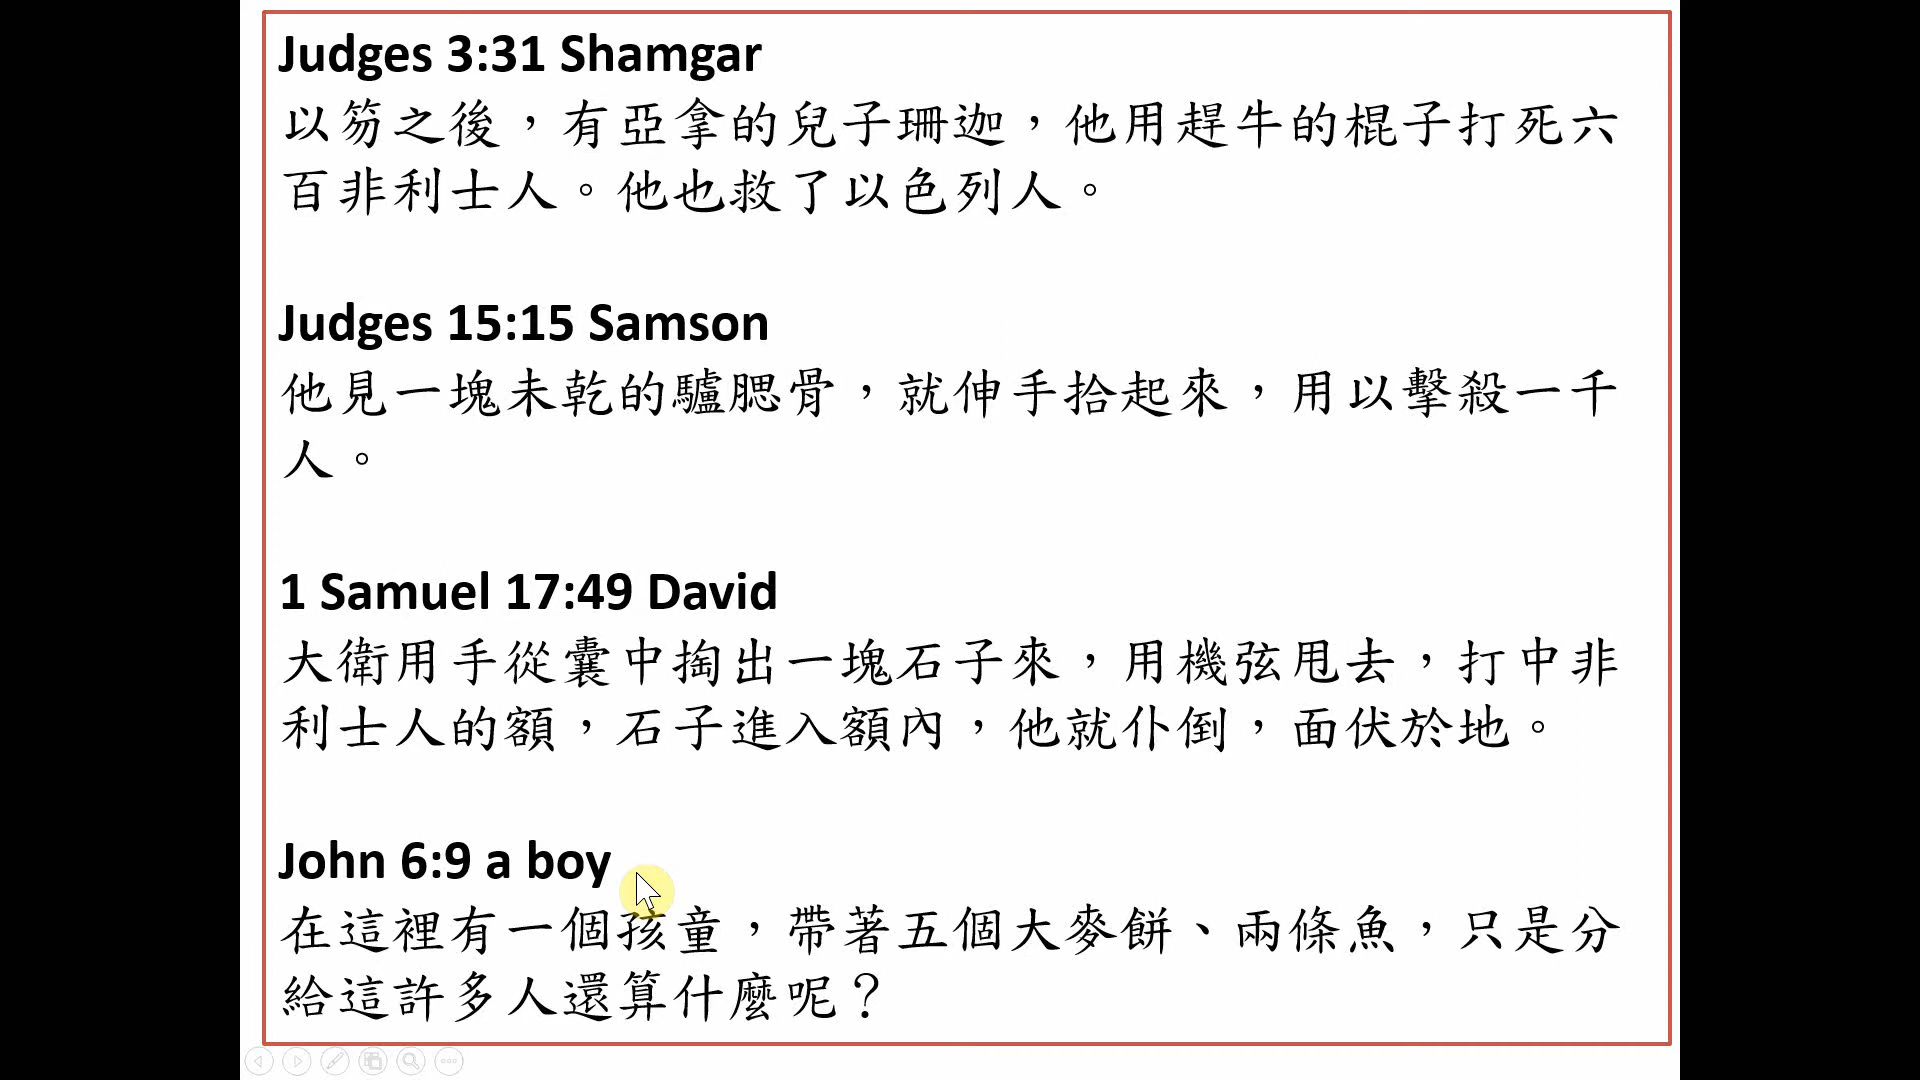 Judges 3:31 Shamgar
以笏之後，有亞拿的兒子珊迦，他用趕牛的棍子打死六
百非利士人。他也救了以色列人。
Judges 15:15 Samson
他見一塊未乾的驢腮骨，就伸手拾起來，用以擊殺一千
人。
1 Samuel 17:49 David
大衛用手從囊中掏出一塊石子來，用機弦甩去，打中非
利士人的額，石子進入額內，他就仆倒，面伏於地。
John 6:9 a boy
在這裡有一個孩童，帶著五個大麥餅、兩條魚，只是分
給這許多人還算什麼呢？